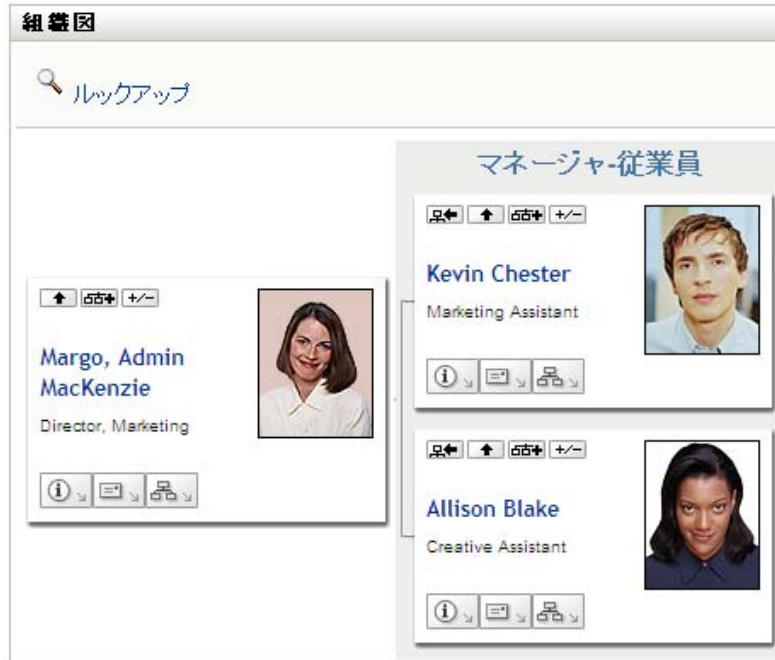 組織図
ルックアップ
マネージャ-従業員
Margo, Admin
MacKenzie
Director, Marketing
+/-
Kevin Chester
Marketing Assistant
+/-
Allison Blake
Creative Assistant
+/-